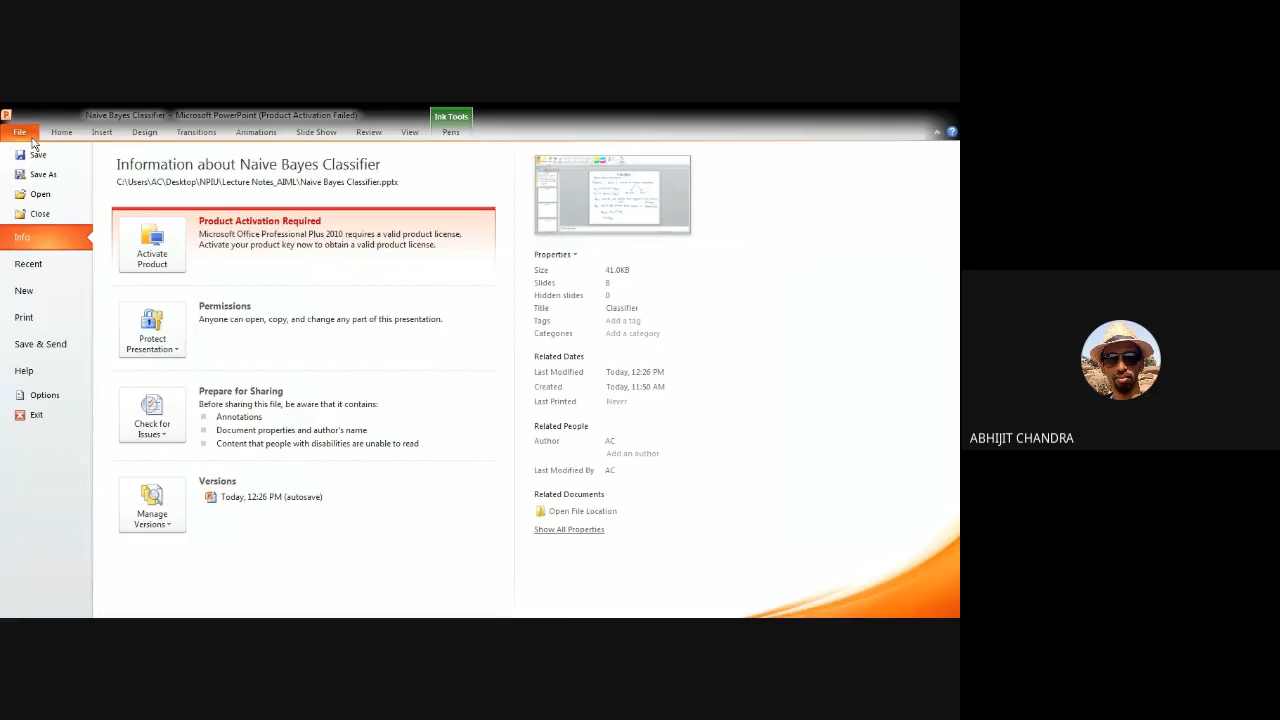 Naive Bayes Classifier - Microsoft PowerPoint (Product Activation Failed)
Ink Tools
File Home Insert Design Transitions Animations Slide Show Review View Pens
Save
Save As
Open
Close
Info
Recent
New
Print
Save & Send
Help
Options
Exit
Information about Naive Bayes Classifier
C:\Users\AC\Desktop\NPIU\Lecture Notes_AIML\Naive Bayes Classifier.pptx
Activate
Product
Product Activation Required
Microsoft Office Professional Plus 2010 requires a valid product license.
Activate your product key now to obtain a valid product license.
Protect
Presentation
Permissions
Anyone can open, copy, and change any part of this presentation.
Check for
Issues
Prepare for Sharing
Before sharing this file, be aware that it contains:
Annotations
Document properties and author's name
Content that people with disabilities are unable to read
Manage
Versions
Versions
Today, 12:26 PM (autosave)
Properties
Size 41.0KB
Slides 8
Hidden slides 0
Title Classifier
Tags Add a tag
Categories Add a category
Related Dates
Last Modified Today, 12:26 PM
Created Today, 11:50 AM
Last Printed Never
Related People
Author AC
Add an author
Last Modified By AC
Related Documents
Open File Location
Show All Properties
ABHIJIT CHANDRA